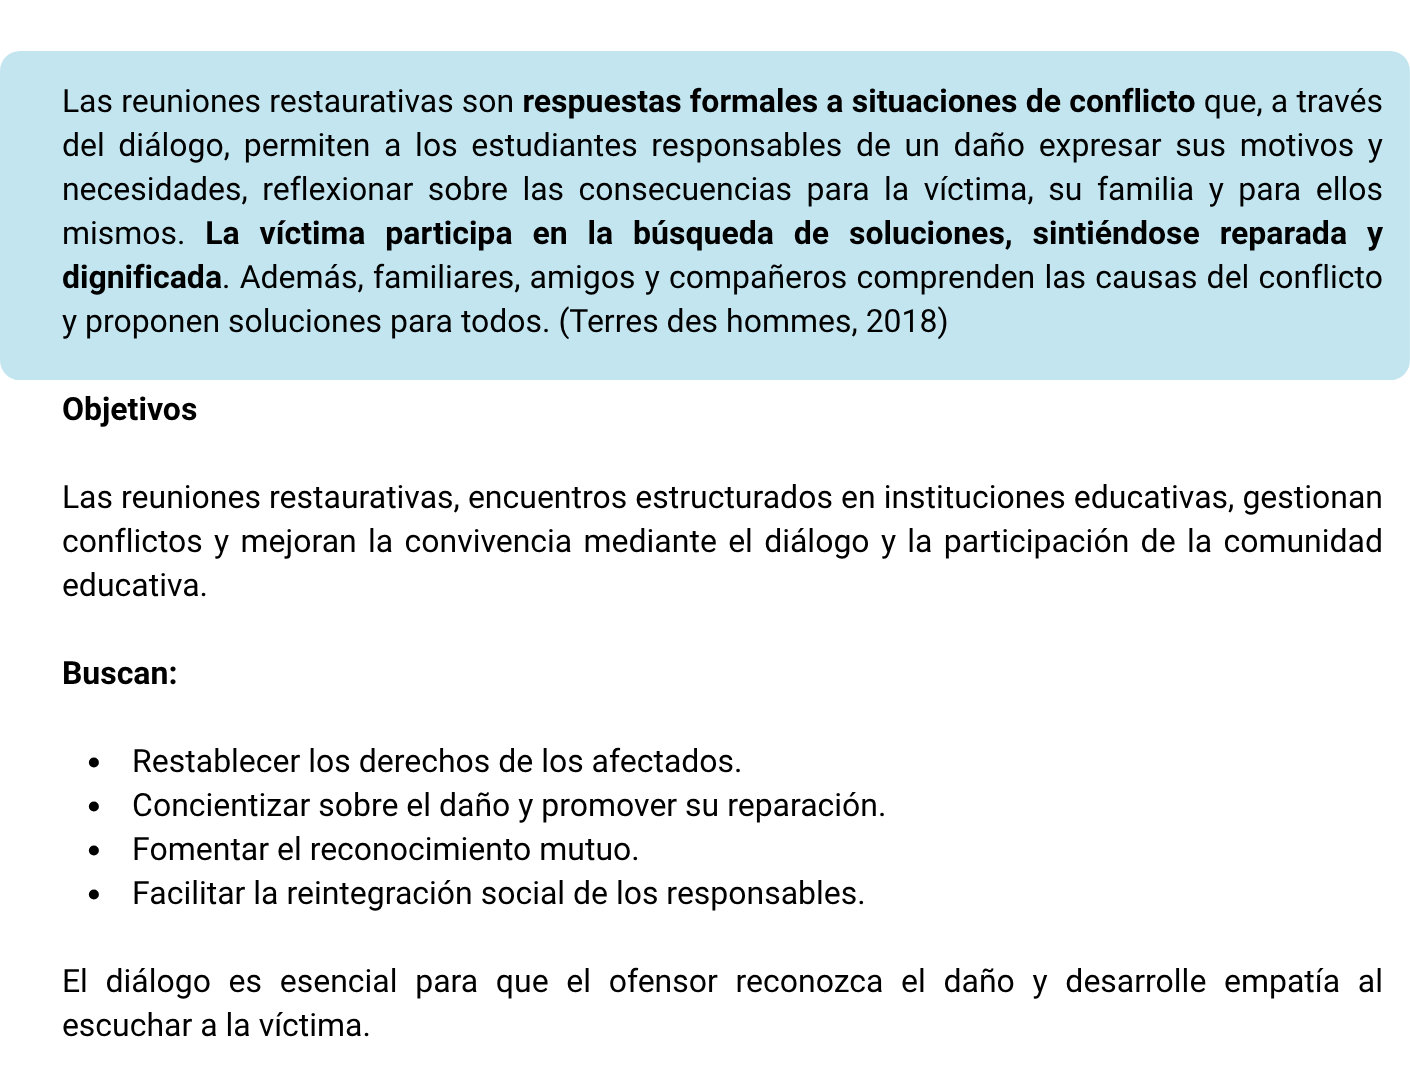 Las reuniones restaurativas son respuestas formales a situaciones de conflicto que, a través
del diálogo, permiten a los estudiantes responsables de un daño expresar sus motivos y
necesidades, reflexionar sobre las consecuencias para la víctima, su familia y para ellos
mismos. La víctima participa en la búsqueda de soluciones, sintiéndose reparada y
dignificada. Además, familiares, amigos y compañeros comprenden las causas del conflicto
y proponen soluciones para todos. (Terres des hommes, 2018)
Objetivos
Las reuniones restaurativas, encuentros estructurados en instituciones educativas, gestionan
conflictos y mejoran la convivencia mediante el diálogo y la participación de la comunidad
educativa.
Buscan:
• Restablecer los derechos de los afectados.
• Concientizar sobre el daño y promover su reparación.
• Fomentar el reconocimiento mutuo.
• Facilitar la reintegración social de los responsables.
El diálogo es esencial para que el ofensor reconozca el daño y desarrolle empatía al
escuchar a la víctima.